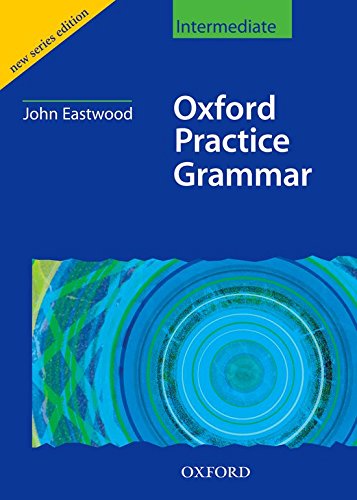 new series edition
Intermediate
John Eastwood
Oxford
Practice
Grammar
OXFORD